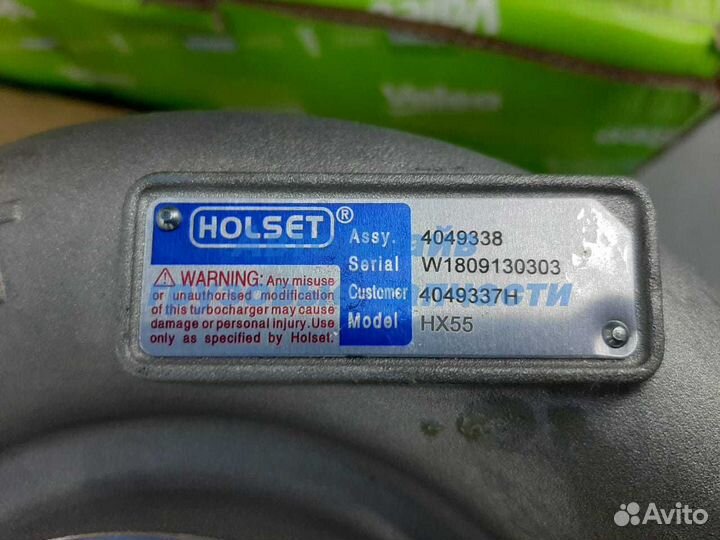 Valeo
HOLSET®
Assy. 4049338
Serial W1809130303
Customer 4049337H
Model HX55
WARNING: Any misuse
or unauthorised modification
of this turbocharger may cause
damage or personal injury. Use
only as specified by Holset.
Avito